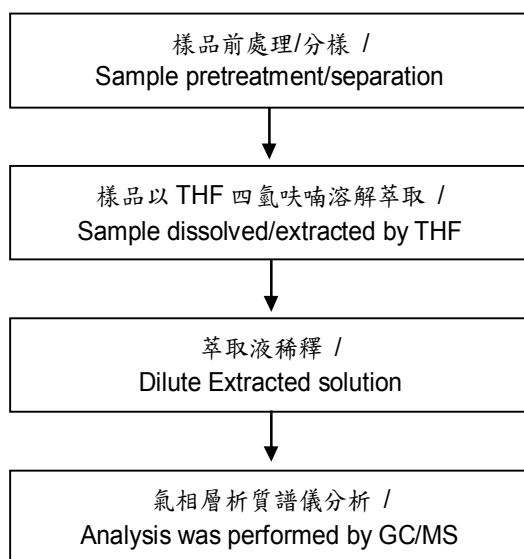 樣品前處理/分樣 /
Sample pretreatment/separation
樣品以 THF 四氫呋喃溶解萃取 /
Sample dissolved/extracted by THF
萃取液稀釋 /
Dilute Extracted solution
氣相層析質譜儀分析 /
Analysis was performed by GC/MS